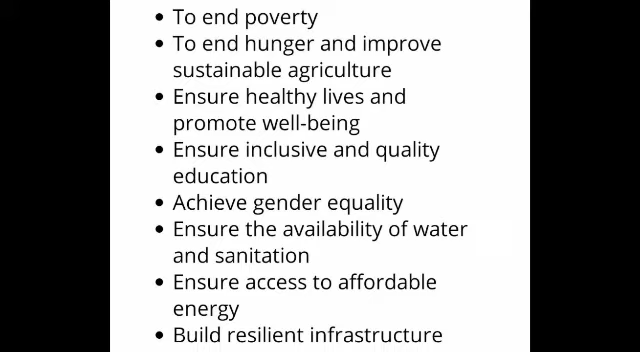 • To end poverty
• To end hunger and improve
sustainable agriculture
• Ensure healthy lives and
promote well-being
• Ensure inclusive and quality
education
• Achieve gender equality
• Ensure the availability of water
and sanitation
• Ensure access to affordable
energy
• Build resilient infrastructure